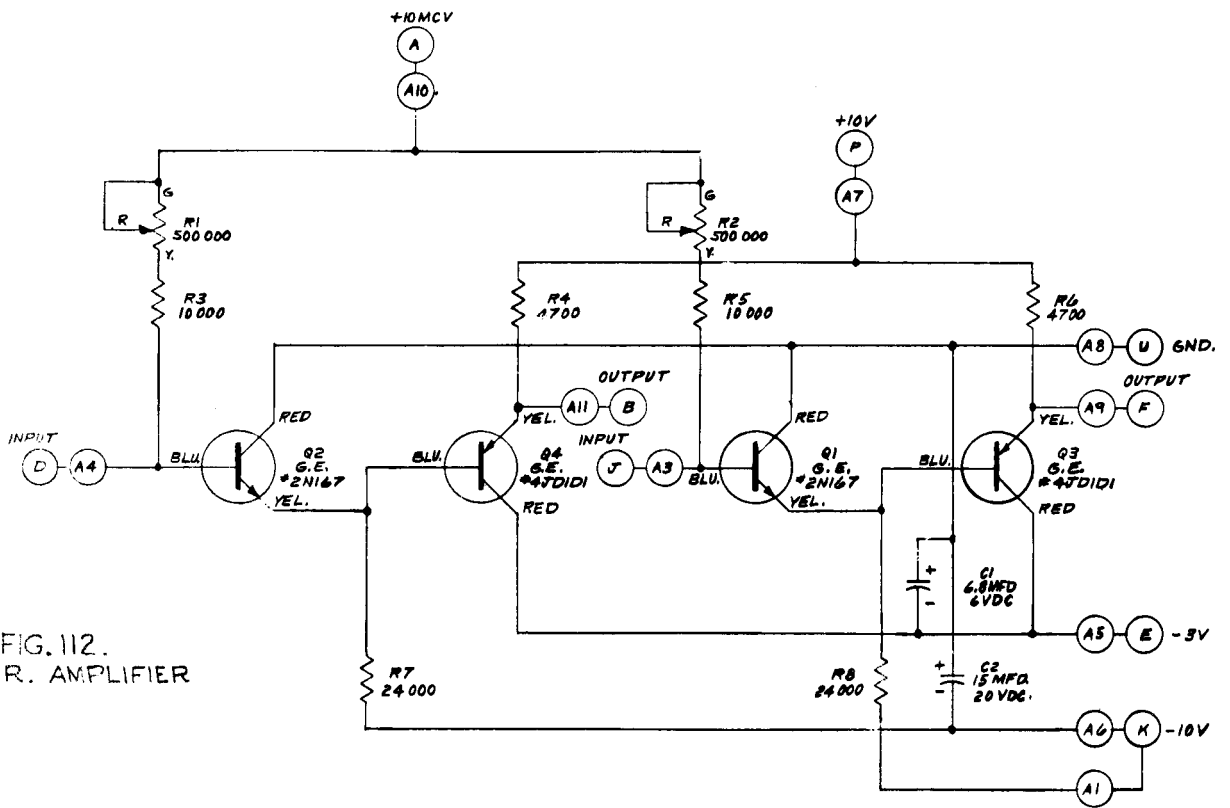 +10MCV
A
A10.
+10V
P
A7
G
R
R1
500 000
Y.
G
R
R2
500 000
Y.
R3
10 000
R4
4700
R5
10 000
R6
4700
A8
U
GND.
OUTPUT
A11
B
OUTPUT
A9
F
INPUT
D
A4
BLU.
RED
Q2
G.E.
#2N167
YEL.
BLU.
YEL.
Q4
G.E.
#4JD1D1
RED
INPUT
J
A3
BLU.
RED
Q1
G.E.
#2N167
YEL.
BLU.
YEL.
Q3
G.E.
#4JD1D1
RED
+
-
C1
6.8MFD
6VDC
A5
E
-3V
FIG. 112.
R. AMPLIFIER
R7
24 000
R8
24 000
+
-
C2
15 MFD.
20 VDC.
A6
K
-10V
A1